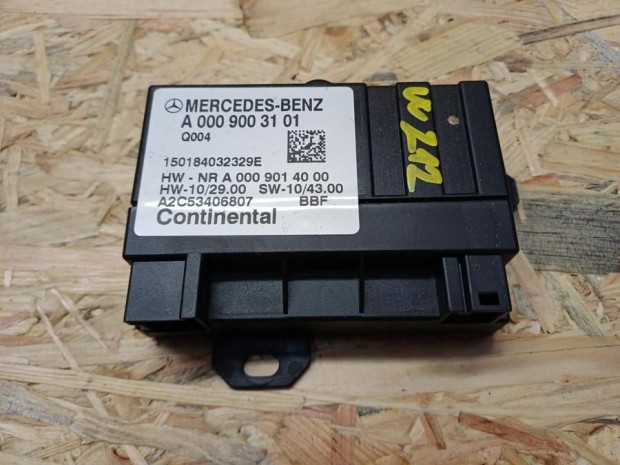 MERCEDES-BENZ
A 000 900 31 01
Q004
150184032329E
HW - NR A 000 901 40 00
HW-10/29.00 SW-10/43.00
A2C53406807 BBF
Continental
W212